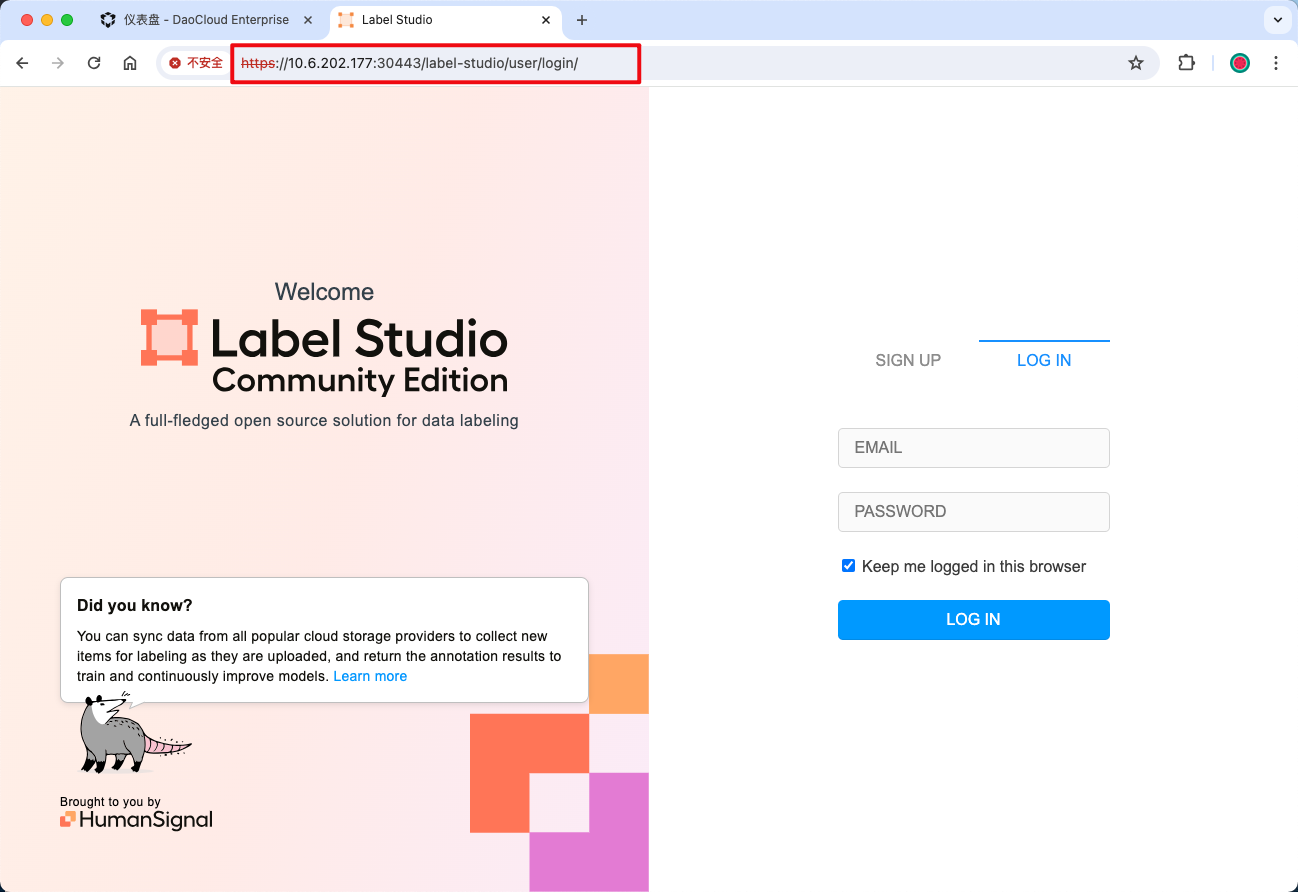 仪表盘 - DaoCloud Enterprise
Label Studio
不安全
https://10.6.202.177:30443/label-studio/user/login/
Welcome
Label Studio
Community Edition
A full-fledged open source solution for data labeling
Did you know?
You can sync data from all popular cloud storage providers to collect new
items for labeling as they are uploaded, and return the annotation results to
train and continuously improve models. Learn more
Brought to you by
HumanSignal
SIGN UP
LOG IN
EMAIL
PASSWORD
Keep me logged in this browser
LOG IN